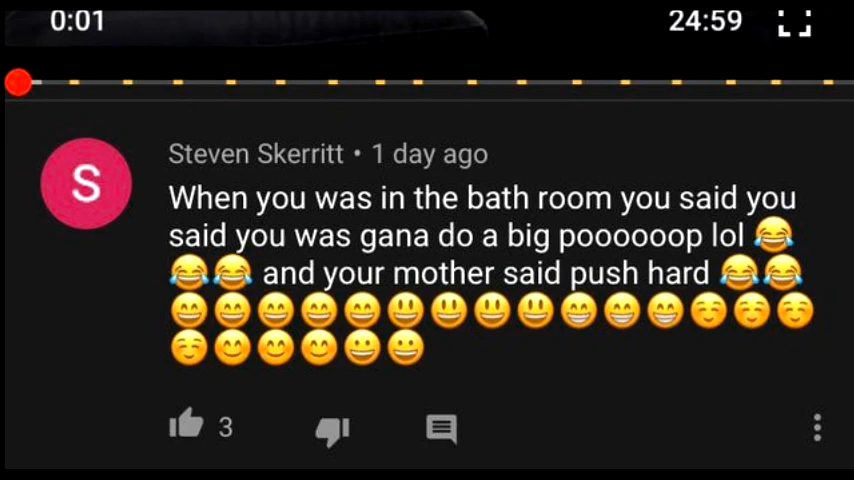 0:01 24:59
S
Steven Skerritt • 1 day ago
When you was in the bath room you said you
said you was gana do a big poooooop lol 😂
😂😂 and your mother said push hard 😂😂
😄😄😄😄😄😃😃😃😃😁😁😁☺️☺️☺️
☺️😊😊😊😀😀
3